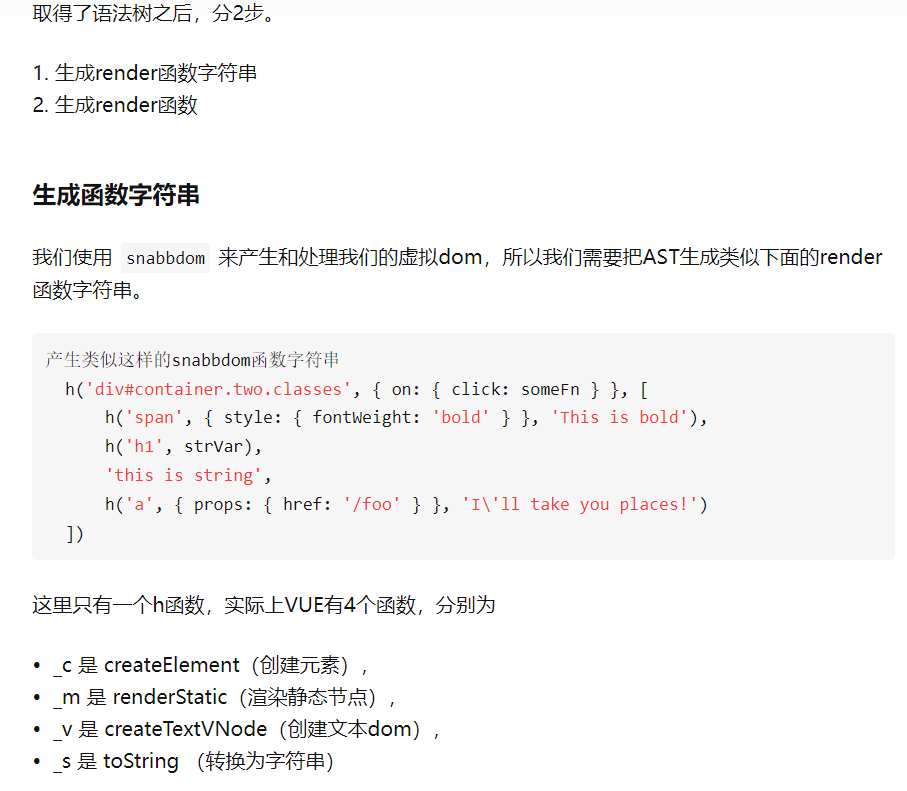 取得了语法树之后，分2步。
1. 生成render函数字符串
2. 生成render函数
生成函数字符串
我们使用 snabbdom 来产生和处理我们的虚拟dom，所以我们需要把AST生成类似下面的render
函数字符串。
产生类似这样的snabbdom函数字符串
h('div#container.two.classes', { on: { click: someFn } }, [
h('span', { style: { fontWeight: 'bold' } }, 'This is bold'),
h('h1', strVar),
'this is string',
h('a', { props: { href: '/foo' } }, 'I\'ll take you places!')
])
这里只有一个h函数，实际上VUE有4个函数，分别为
• _c 是 createElement（创建元素）,
• _m 是 renderStatic（渲染静态节点）,
• _v 是 createTextVNode（创建文本dom）,
• _s 是 toString （转换为字符串）